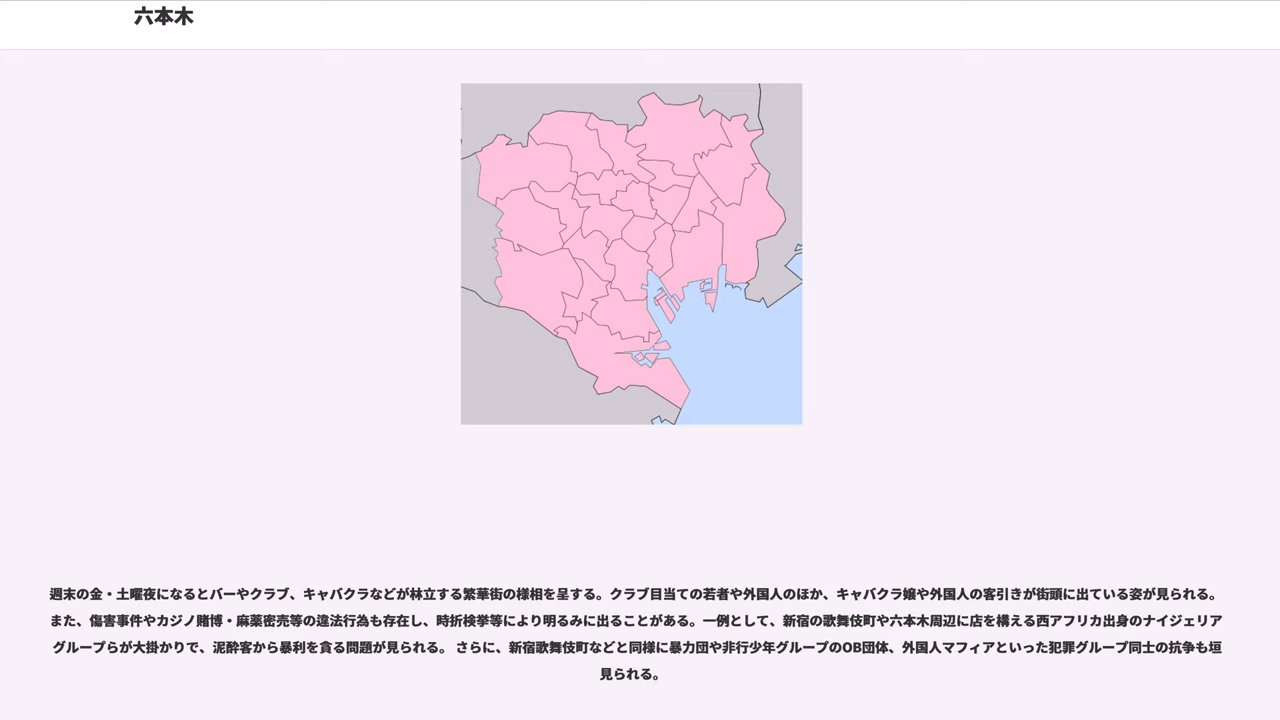 六本木
週末の金・土曜夜になるとバーやクラブ、キャバクラなどが林立する繁華街の様相を呈する。クラブ目当ての若者や外国人のほか、キャバクラ嬢や外国人の客引きが街頭に出ている姿が見られる。
また、傷害事件やカジノ賭博・麻薬密売等の違法行為も存在し、時折検挙等により明るみに出ることがある。一例として、新宿の歌舞伎町や六本木周辺に店を構える西アフリカ出身のナイジェリア
グループらが大掛かりで、泥酔客から暴利を貪る問題が見られる。 さらに、新宿歌舞伎町などと同様に暴力団や非行少年グループのOB団体、外国人マフィアといった犯罪グループ同士の抗争も垣
見られる。